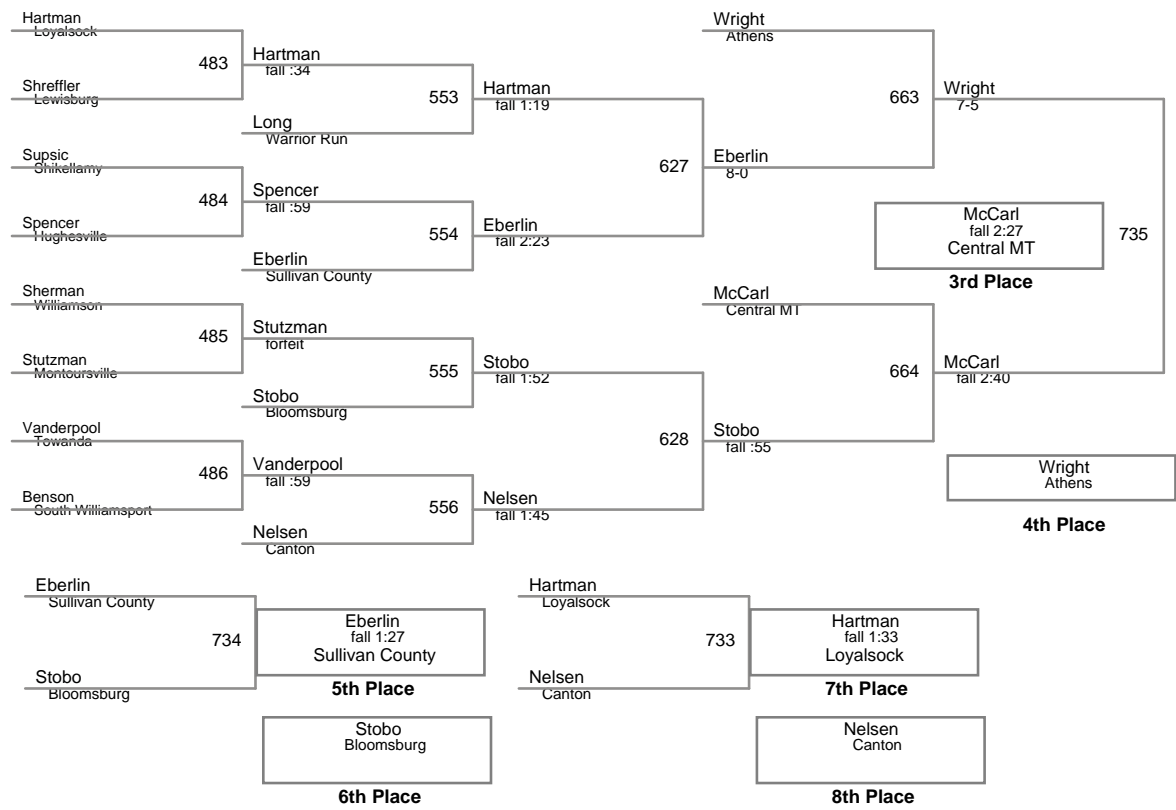 Hartman
Loyalsock
483
Shreffler
Lewisburg
Hartman
fall :34
553
Long
Warrior Run
Supsic
Shikellamy
484
Spencer
Hughesville
Spencer
fall :59
554
Eberlin
Sullivan County
Sherman
Williamson
485
Stutzman
Montoursville
Stutzman
forfeit
555
Stobo
Bloomsburg
Vanderpool
Towanda
486
Benson
South Williamsport
Vanderpool
fall :59
556
Nelsen
Canton
Hartman
fall 1:19
627
Eberlin
fall 2:23
Stobo
fall 1:52
628
Nelsen
fall 1:45
Wright
Athens
663
Eberlin
8-0
McCarl
Central MT
664
Stobo
fall :55
Wright
7-5
735
McCarl
fall 2:40
McCarl
fall 2:27
Central MT
3rd Place
Wright
Athens
4th Place
Eberlin
Sullivan County
734
Stobo
Bloomsburg
Eberlin
fall 1:27
Sullivan County
5th Place
Stobo
Bloomsburg
6th Place
Hartman
Loyalsock
733
Nelsen
Canton
Hartman
fall 1:33
Loyalsock
7th Place
Nelsen
Canton
8th Place